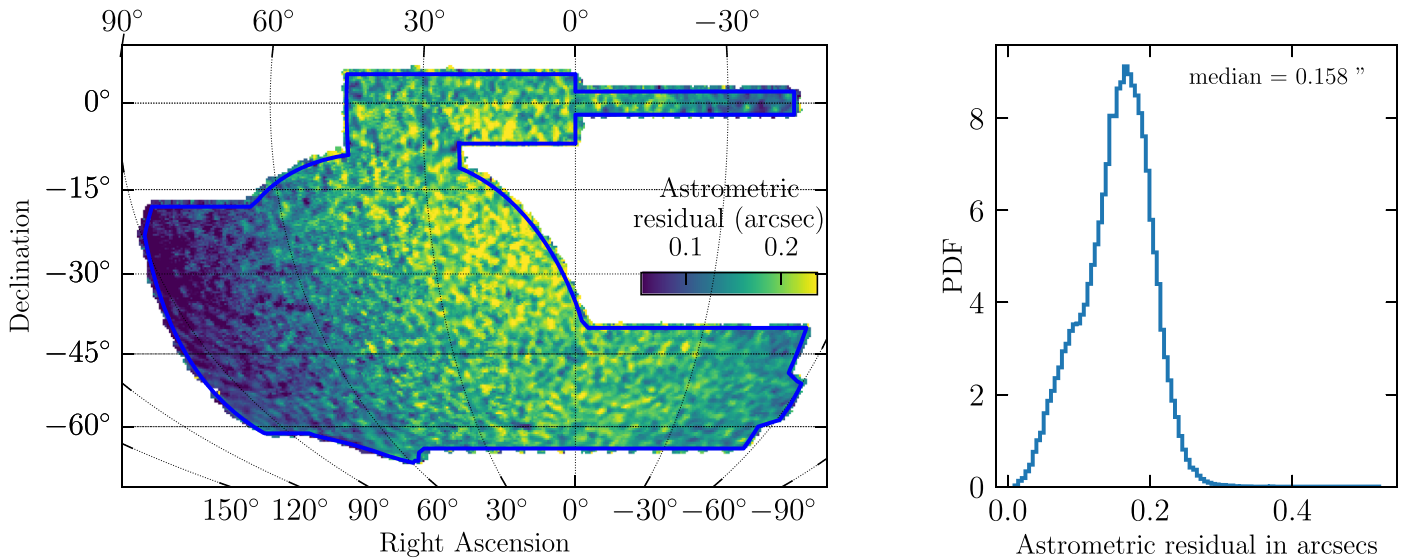 90° 60° 30° 0° −30°
0°
−15°
−30°
−45°
−60°
Declination
Astrometric
residual (arcsec)
0.1 0.2
150° 120° 90° 60° 30° 0° −30° −60° −90°
Right Ascension
median = 0.158 ”
8
6
4
2
0
PDF
0.0 0.2 0.4
Astrometric residual in arcsecs